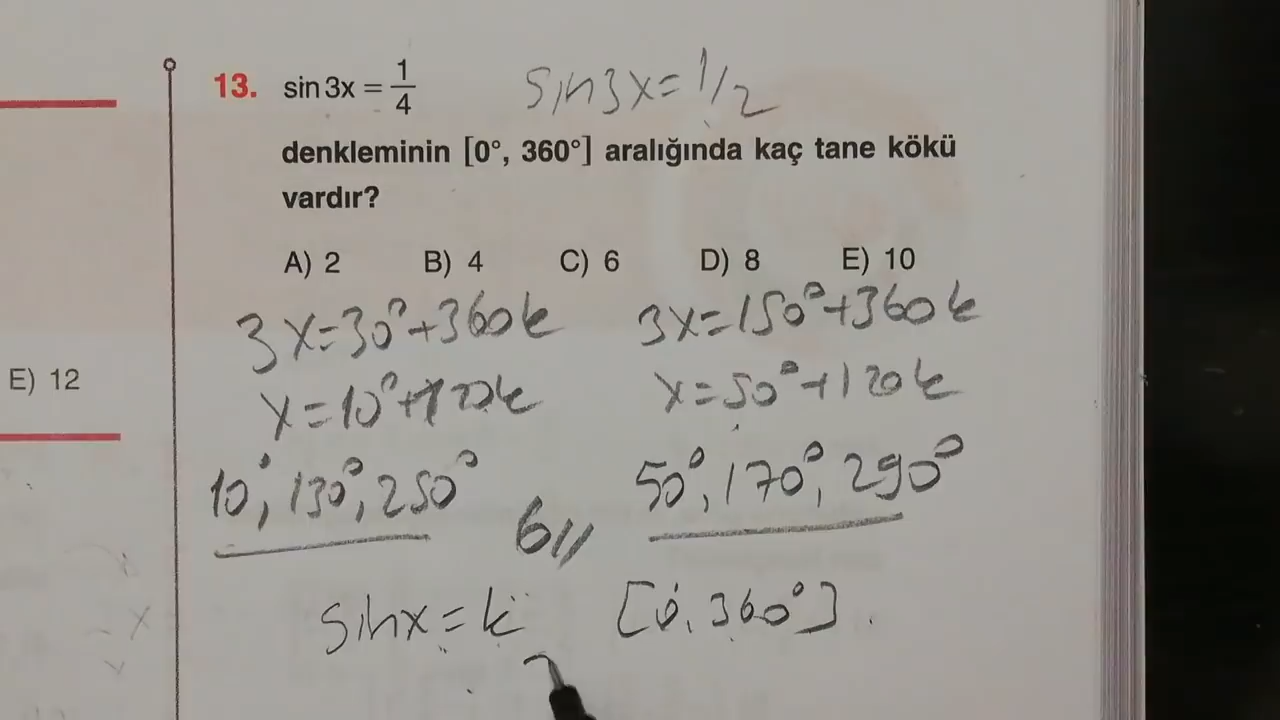 13. sin 3x = 1/4 sin3x=1/2
denkleminin [0°, 360°] aralığında kaç tane kökü
vardır?
A) 2 B) 4 C) 6 D) 8 E) 10
3x=30°+360k 3x=150°+360k
E) 12
x=10°+120k x=50°+120k
10°, 130°, 250° 50°, 170°, 290°
6//
sinx=k [0, 360°].